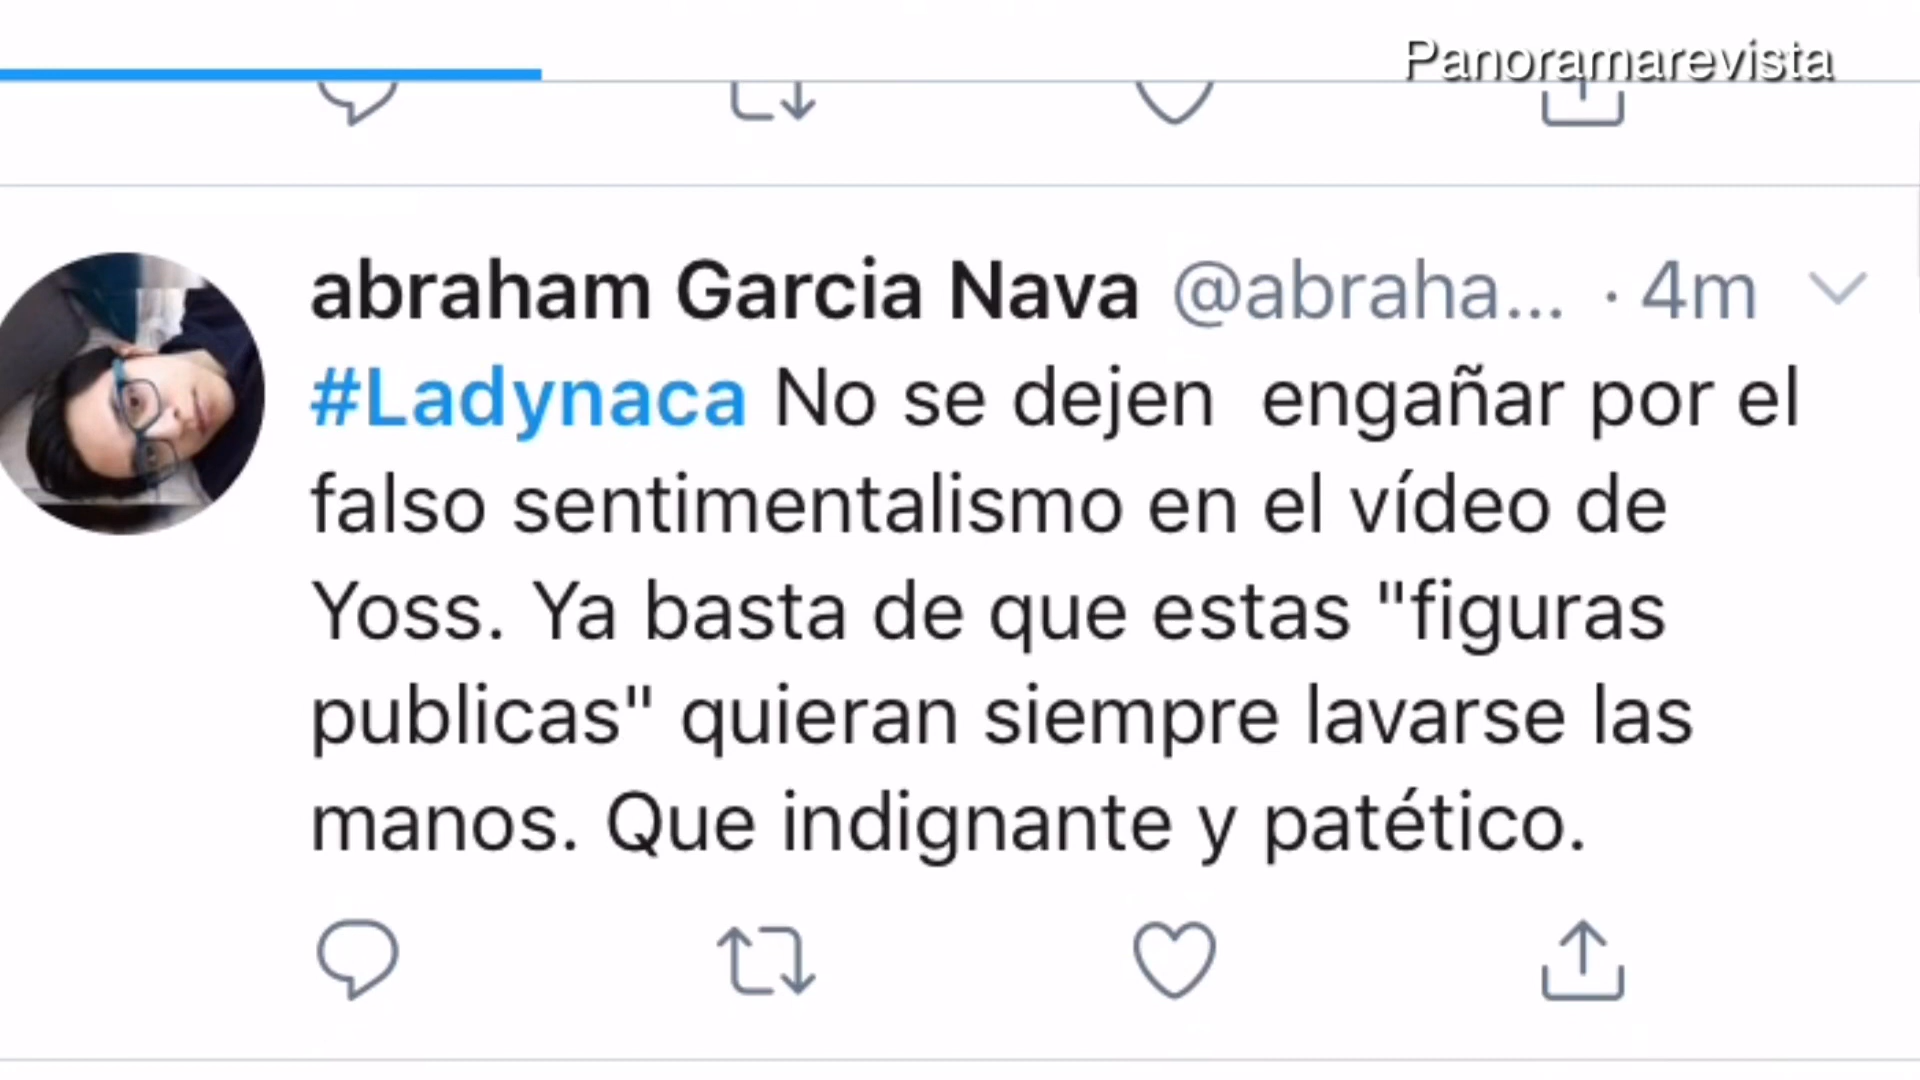 Panoramarevista
abraham Garcia Nava @abraha... · 4m
#Ladynaca No se dejen  engañar por el
falso sentimentalismo en el vídeo de
Yoss. Ya basta de que estas "figuras
publicas" quieran siempre lavarse las
manos. Que indignante y patético.